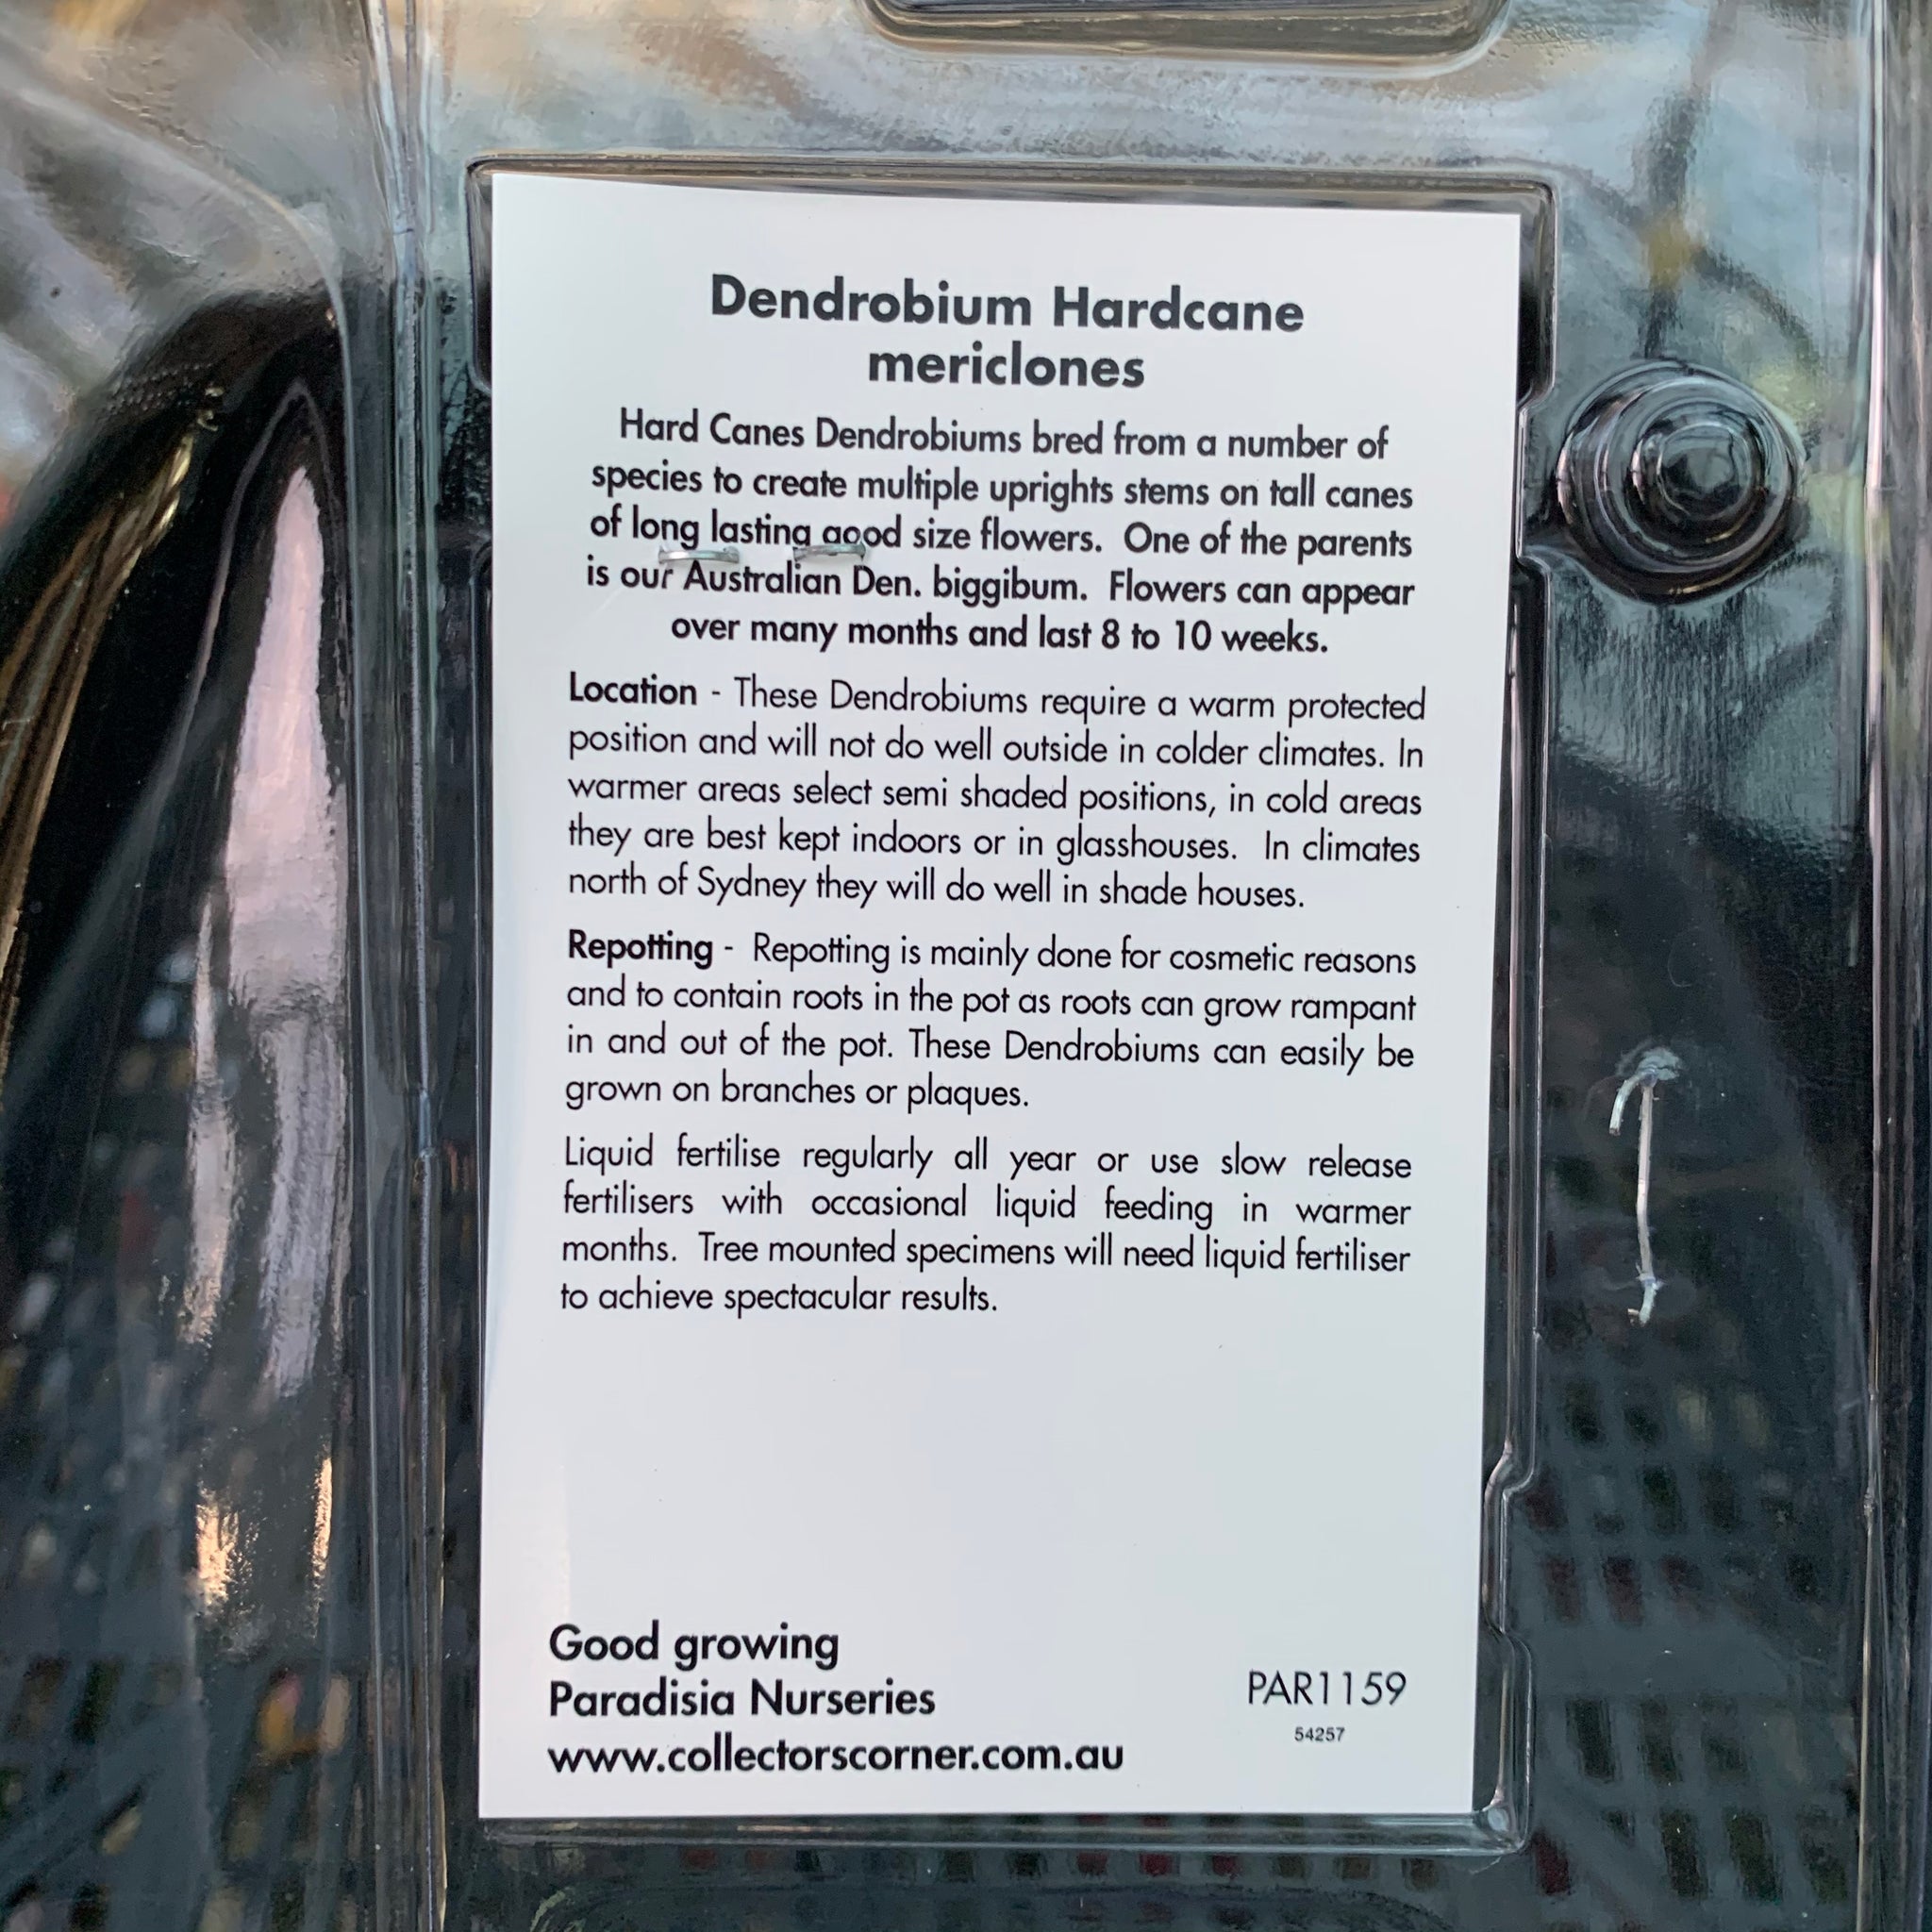 Dendrobium Hardcane
mericlones
Hard Canes Dendrobiums bred from a number of
species to create multiple uprights stems on tall canes
of long lasting good size flowers. One of the parents
is our Australian Den. biggibum. Flowers can appear
over many months and last 8 to 10 weeks.
Location - These Dendrobiums require a warm protected
position and will not do well outside in colder climates. In
warmer areas select semi shaded positions, in cold areas
they are best kept indoors or in glasshouses. In climates
north of Sydney they will do well in shade houses.
Repotting - Repotting is mainly done for cosmetic reasons
and to contain roots in the pot as roots can grow rampant
in and out of the pot. These Dendrobiums can easily be
grown on branches or plaques.
Liquid fertilise regularly all year or use slow release
fertilisers with occasional liquid feeding in warmer
months. Tree mounted specimens will need liquid fertiliser
to achieve spectacular results.
Good growing
Paradisia Nurseries
www.collectorscorner.com.au
PAR1159
54257